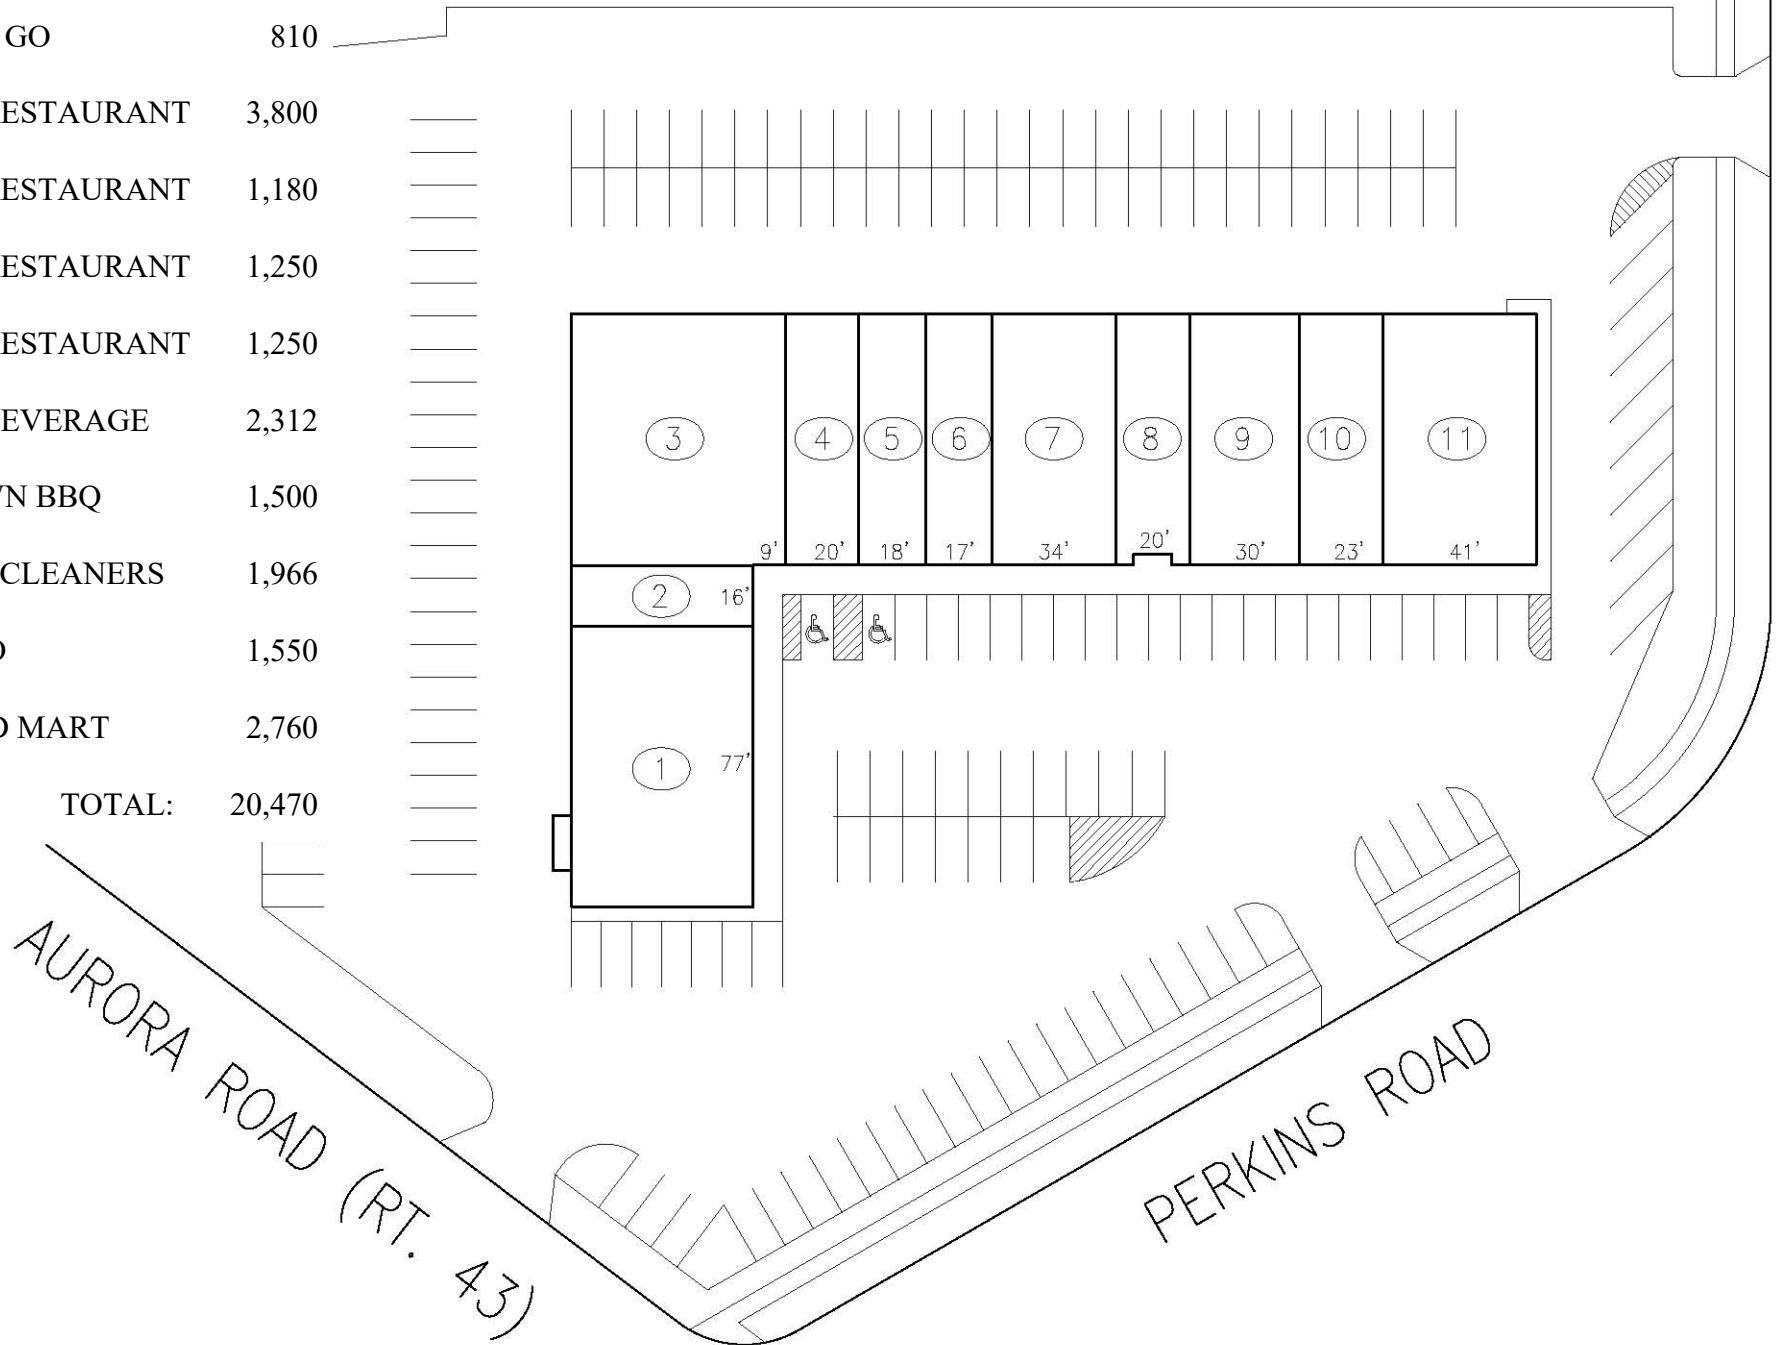 GO 810
ESTAURANT 3,800
ESTAURANT 1,180
ESTAURANT 1,250
ESTAURANT 1,250
EVERAGE 2,312
WN BBQ 1,500
CLEANERS 1,966
1,550
MART 2,760
TOTAL: 20,470
3
4
5
6
7
8
9
10
11
9'
20'
18'
17'
34'
20'
30'
23'
41'
2
16'
1
77'
AURORA ROAD (RT. 43)
PERKINS ROAD